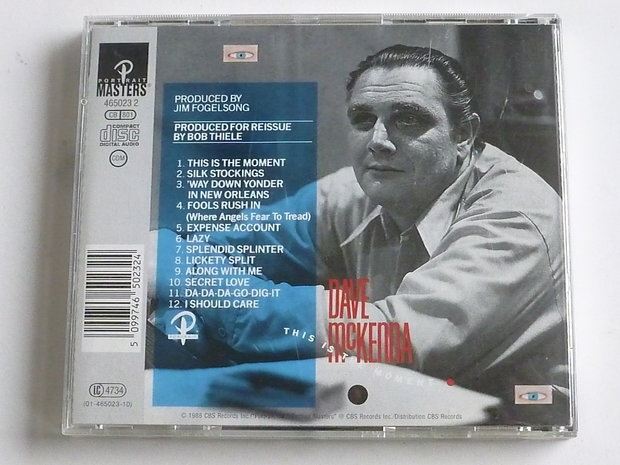 PORTRAIT
MASTERS
465023 2
CB 801
COMPACT
disc
DIGITAL AUDIO
CDM
5 099746 502324
LC 4734
(01-465023-10)
PRODUCED BY
JIM FOGELSONG
PRODUCED FOR REISSUE
BY BOB THIELE
1. THIS IS THE MOMENT
2. SILK STOCKINGS
3. 'WAY DOWN YONDER
IN NEW ORLEANS
4. FOOLS RUSH IN
(Where Angels Fear To Tread)
5. EXPENSE ACCOUNT
6. LAZY
7. SPLENDID SPLINTER
8. LICKETY SPLIT
9. ALONG WITH ME
10. SECRET LOVE
11. DA-DA-DA-GO-DIG-IT
12. I SHOULD CARE
PORTRAIT
DAVE
McKENNA
THIS IS MOMENT
© 1988 CBS Records Inc. Masters" ℗ CBS Records Inc. Distribution CBS Records